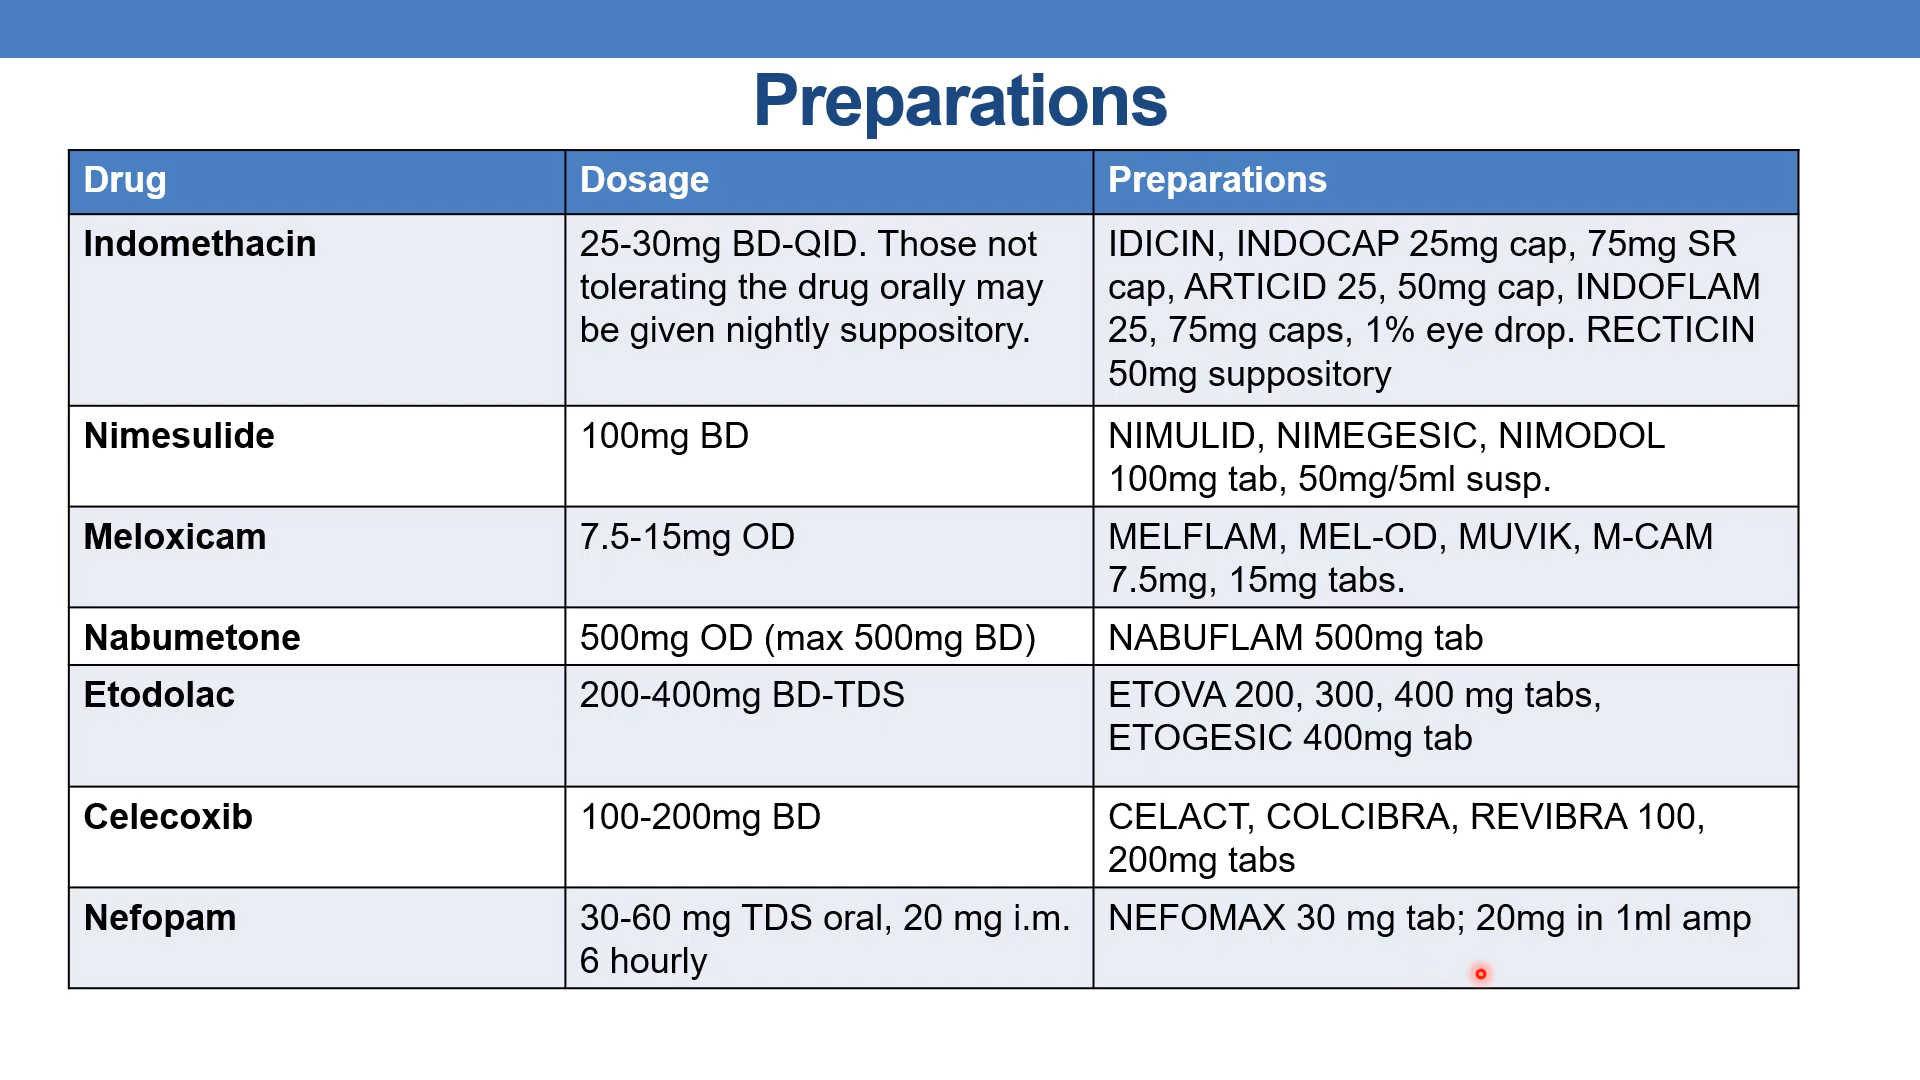 Preparations
Drug
Dosage
Preparations
Indomethacin
25-30mg BD-QID. Those not
tolerating the drug orally may
be given nightly suppository.
IDICIN, INDOCAP 25mg cap, 75mg SR
cap, ARTICID 25, 50mg cap, INDOFLAM
25, 75mg caps, 1% eye drop. RECTICIN
50mg suppository
Nimesulide
100mg BD
NIMULID, NIMEGESIC, NIMODOL
100mg tab, 50mg/5ml susp.
Meloxicam
7.5-15mg OD
MELFLAM, MEL-OD, MUVIK, M-CAM
7.5mg, 15mg tabs.
Nabumetone
500mg OD (max 500mg BD)
NABUFLAM 500mg tab
Etodolac
200-400mg BD-TDS
ETOVA 200, 300, 400 mg tabs,
ETOGESIC 400mg tab
Celecoxib
100-200mg BD
CELACT, COLCIBRA, REVIBRA 100,
200mg tabs
Nefopam
30-60 mg TDS oral, 20 mg i.m.
6 hourly
NEFOMAX 30 mg tab; 20mg in 1ml amp